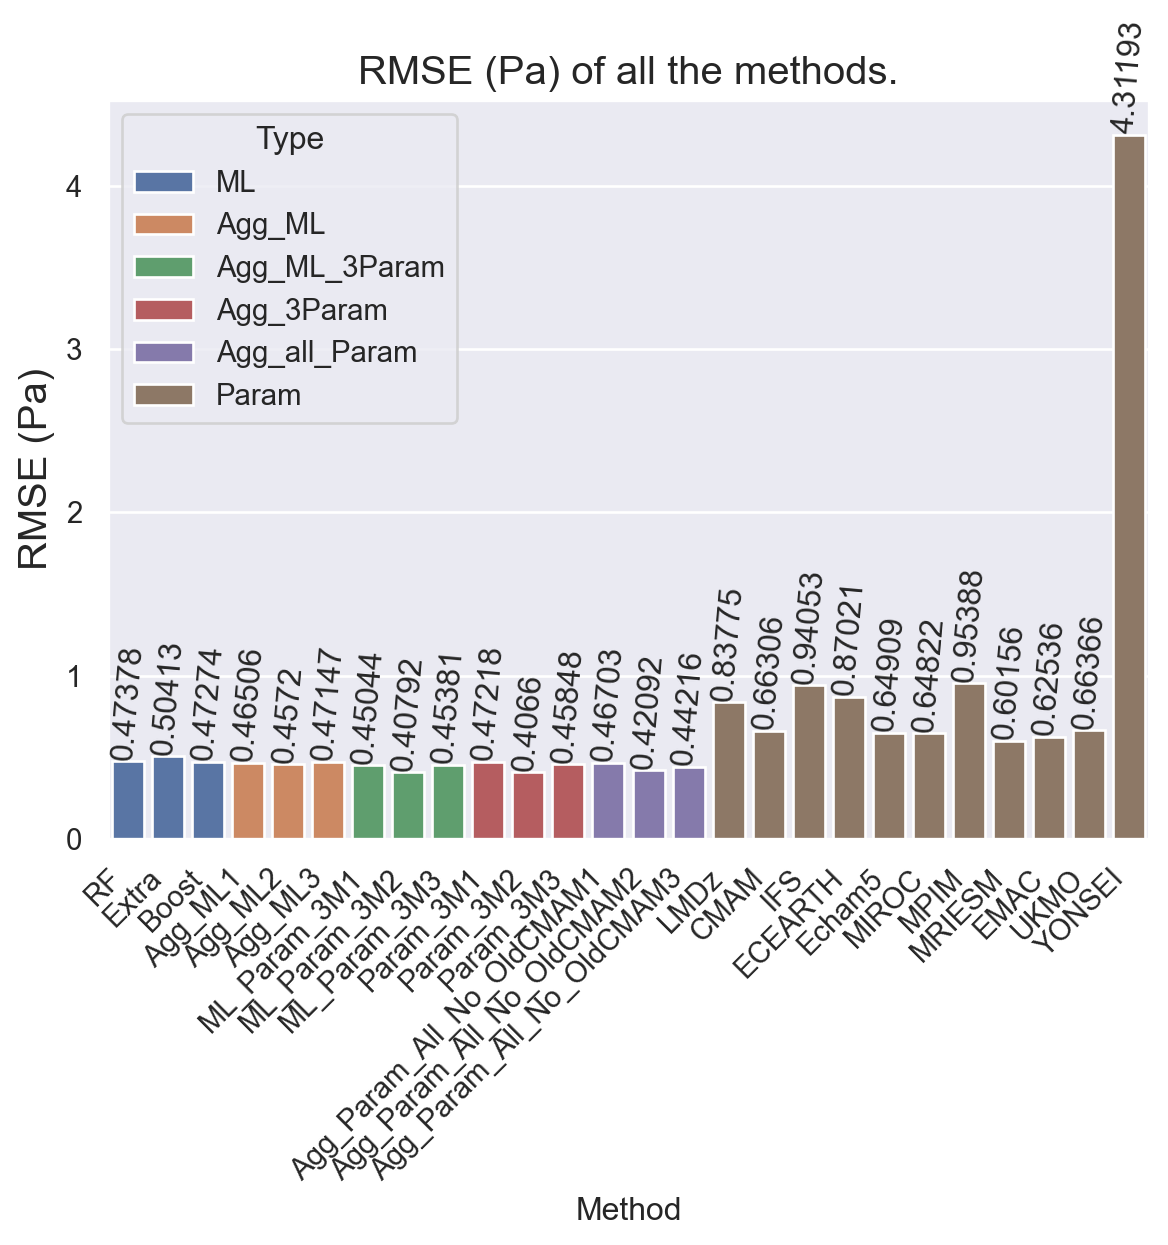 RMSE (Pa) of all the methods.
Type
ML
Agg_ML
Agg_ML_3Param
Agg_3Param
Agg_all_Param
Param
RMSE (Pa)
4
3
2
1
0
0.47378
0.50413
0.47274
0.46506
0.4572
0.47147
0.45044
0.40792
0.45381
0.47218
0.4066
0.45848
0.46703
0.42092
0.44216
0.83775
0.66306
0.94053
0.87021
0.64909
0.64822
0.95388
0.60156
0.62536
0.66366
4.31193
RF
Extra
Boost
Agg_ML1
Agg_ML2
Agg_ML3
ML_Param_3M1
ML_Param_3M2
ML_Param_3M3
Param_3M1
Param_3M2
Param_3M3
Agg_Param_All_No_OldCMAM1
Agg_Param_All_No_OldCMAM2
Agg_Param_All_No_OldCMAM3
LMDz
CMAM
IFS
ECEARTH
Echam5
MIROC
MPIM
MRIESM
EMAC
UKMO
YONSEI
Method